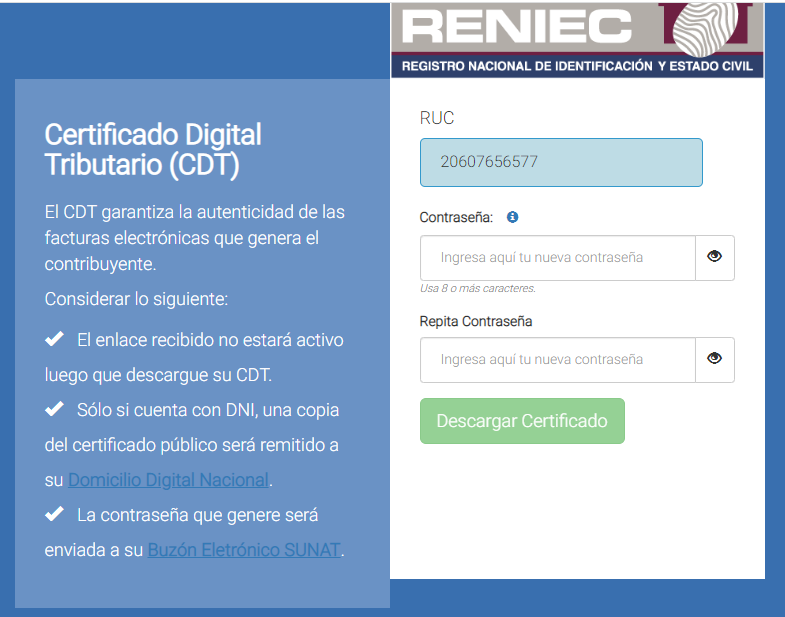 RENIEC
REGISTRO NACIONAL DE IDENTIFICACIÓN Y ESTADO CIVIL
Certificado Digital
Tributario (CDT)
El CDT garantiza la autenticidad de las
facturas electrónicas que genera el
contribuyente.
Considerar lo siguiente:
El enlace recibido no estará activo
luego que descargue su CDT.
Sólo si cuenta con DNI, una copia
del certificado público será remitido a
su Domicilio Digital Nacional.
La contraseña que genere será
enviada a su Buzón Eletrónico SUNAT.
RUC
20607656577
Contraseña:
Ingresa aquí tu nueva contraseña
Usa 8 o más caracteres.
Repita Contraseña
Ingresa aquí tu nueva contraseña
Descargar Certificado